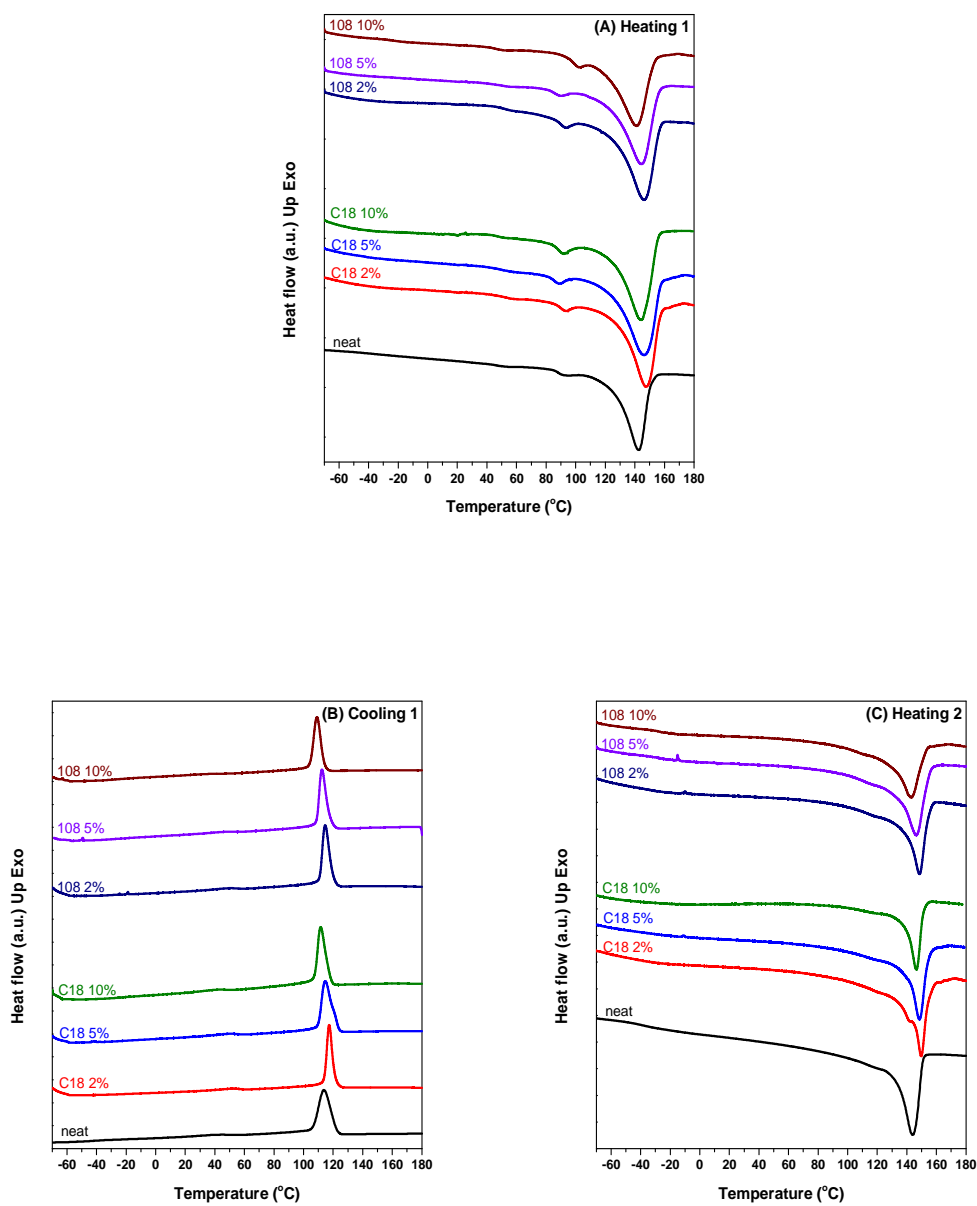 (A) Heating 1
108 10%
108 5%
108 2%
C18 10%
C18 5%
C18 2%
neat
Heat flow (a.u.) Up Exo
-60 -40 -20 0 20 40 60 80 100 120 140 160 180
Temperature (°C)
(B) Cooling 1
108 10%
108 5%
108 2%
C18 10%
C18 5%
C18 2%
neat
Heat flow (a.u.) Up Exo
-60 -40 -20 0 20 40 60 80 100 120 140 160 180
Temperature (°C)
(C) Heating 2
108 10%
108 5%
108 2%
C18 10%
C18 5%
C18 2%
neat
Heat flow (a.u.) Up Exo
-60 -40 -20 0 20 40 60 80 100 120 140 160 180
Temperature (°C)